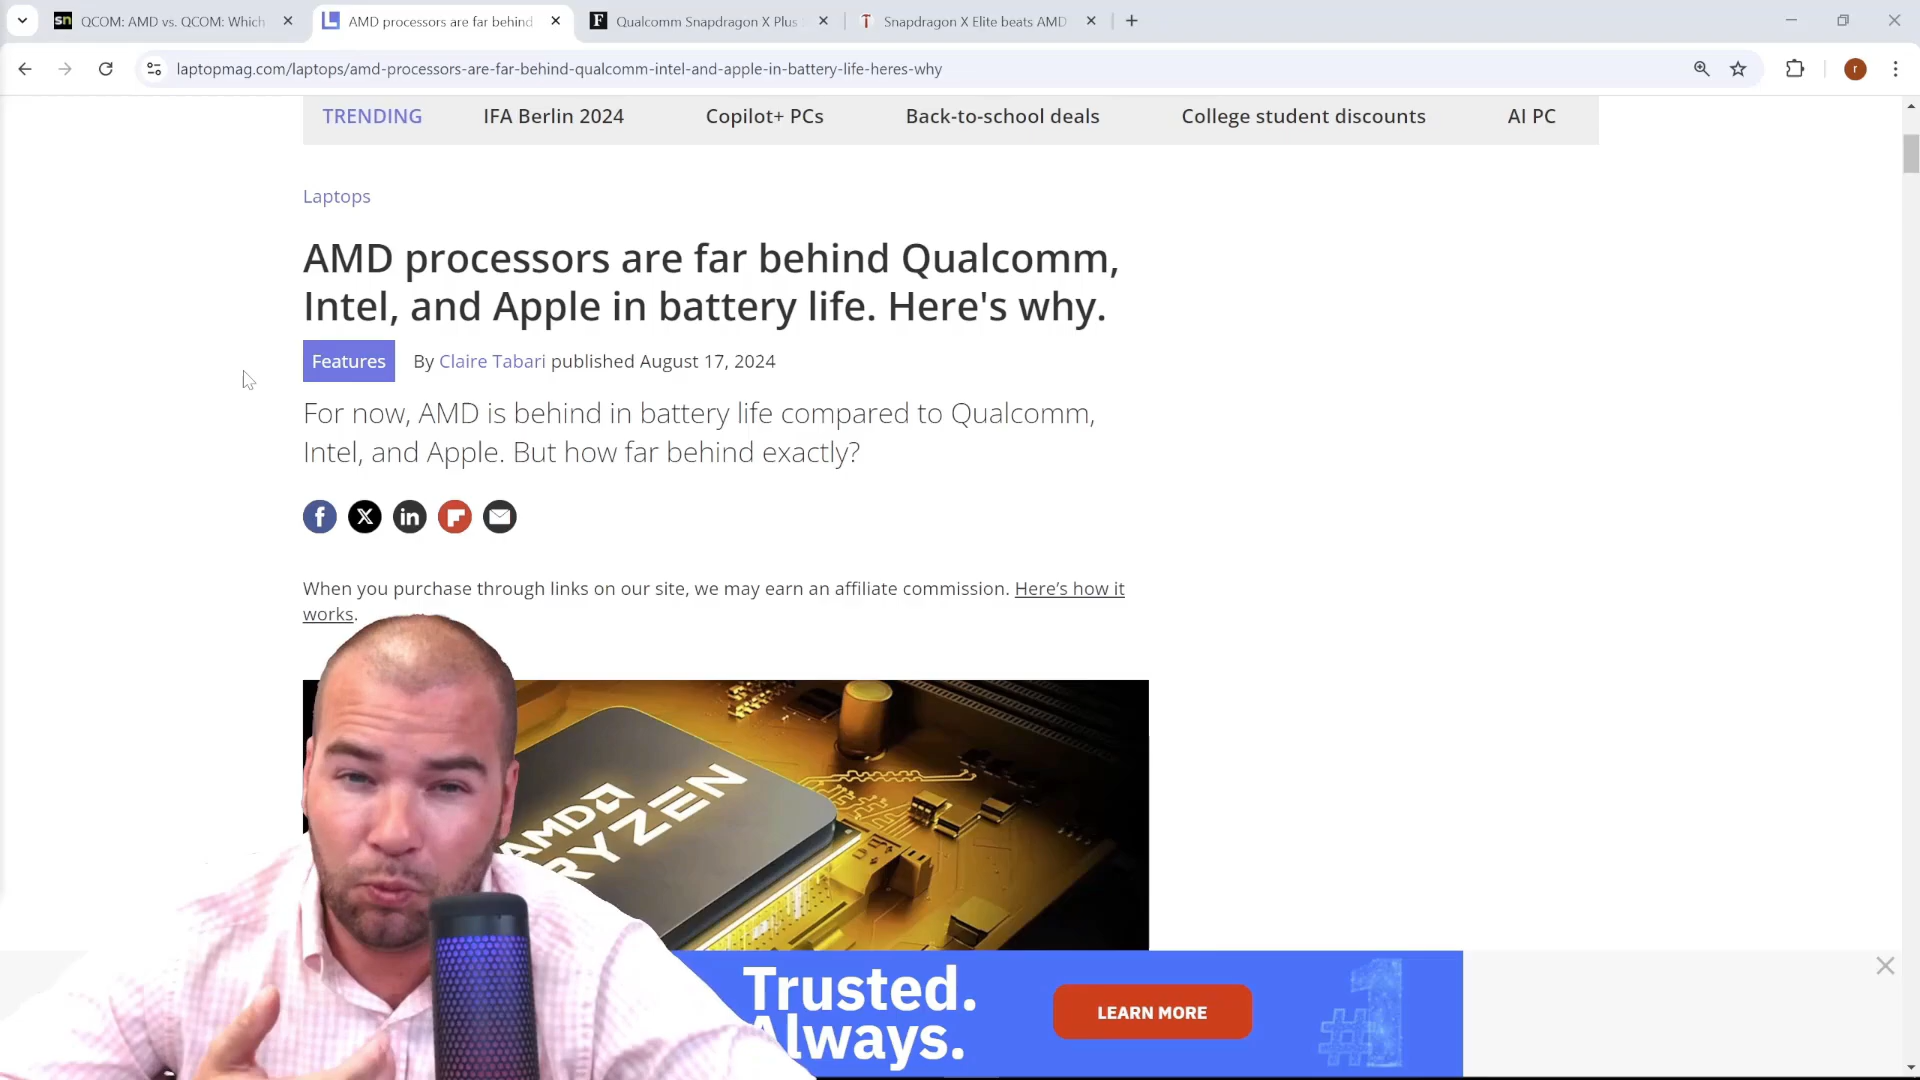 QCOM: AMD vs. QCOM: Which
AMD processors are far behind
Qualcomm Snapdragon X Plus
Snapdragon X Elite beats AMD
laptopmag.com/laptops/amd-processors-are-far-behind-qualcomm-intel-and-apple-in-battery-life-heres-why
r
TRENDING IFA Berlin 2024 Copilot+ PCs Back-to-school deals College student discounts AI PC
Laptops
AMD processors are far behind Qualcomm,
Intel, and Apple in battery life. Here's why.
Features By Claire Tabari published August 17, 2024
For now, AMD is behind in battery life compared to Qualcomm,
Intel, and Apple. But how far behind exactly?
When you purchase through links on our site, we may earn an affiliate commission. Here’s how it
works.
AMD
RYZEN
Trusted.
Always.
LEARN MORE
#1